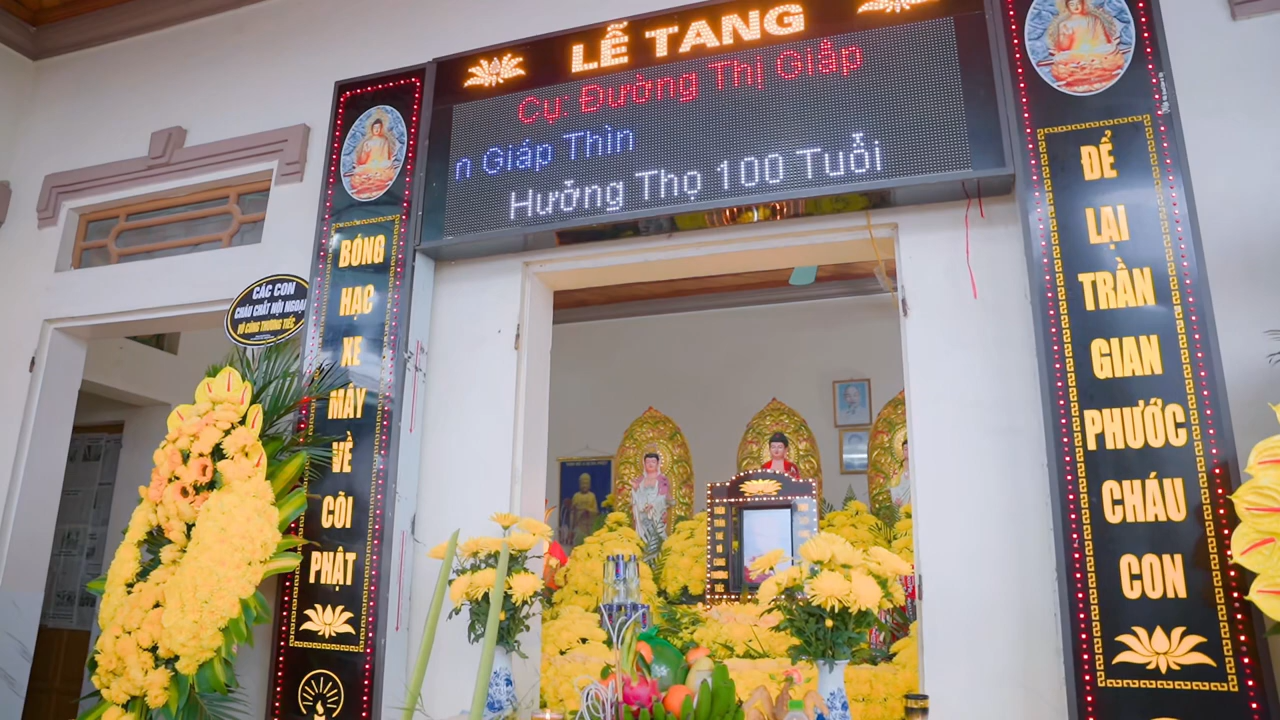 LỄ TANG
Cụ. Đường Thị Giắp
n Giáp Thìn
Hưởng Thọ 100 Tuổi
BÓNG
HẠC
XE
MÂY
VỀ
CÕI
PHẬT
ĐỂ
LẠI
TRẦN
GIAN
PHƯỚC
CHÁU
CON
CÁC CON
CHÁU CHẮT NỘI NGOẠI
VÔ CÙNG THƯƠNG TIẾC